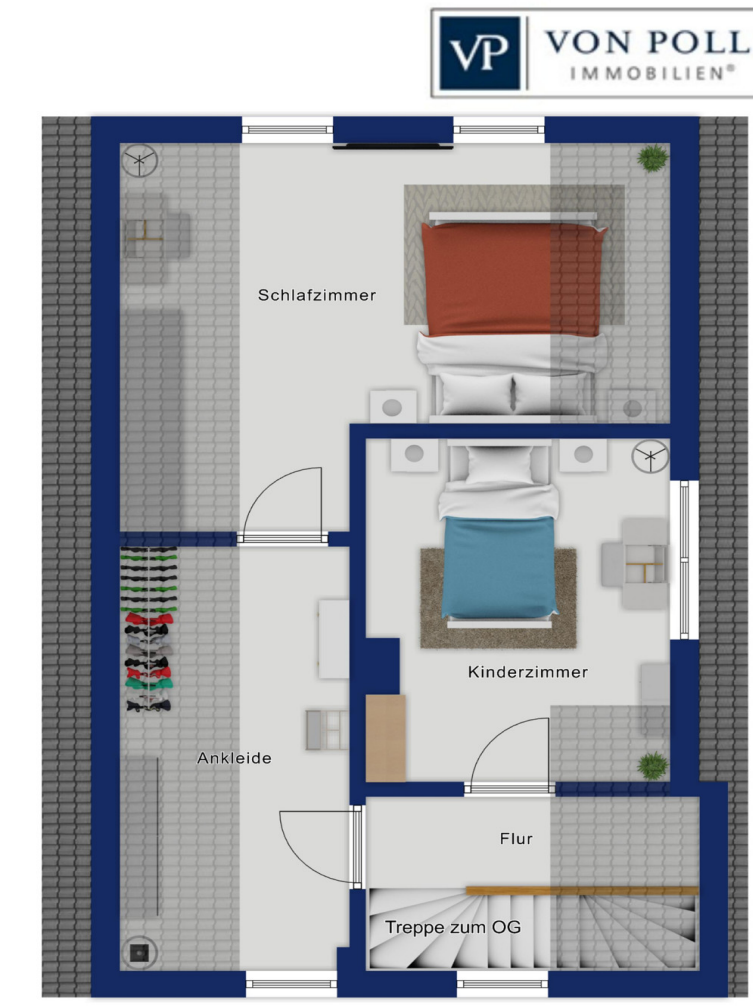 VP VON POLL
IMMOBILIEN®
Schlafzimmer
Kinderzimmer
Ankleide
Flur
Treppe zum OG